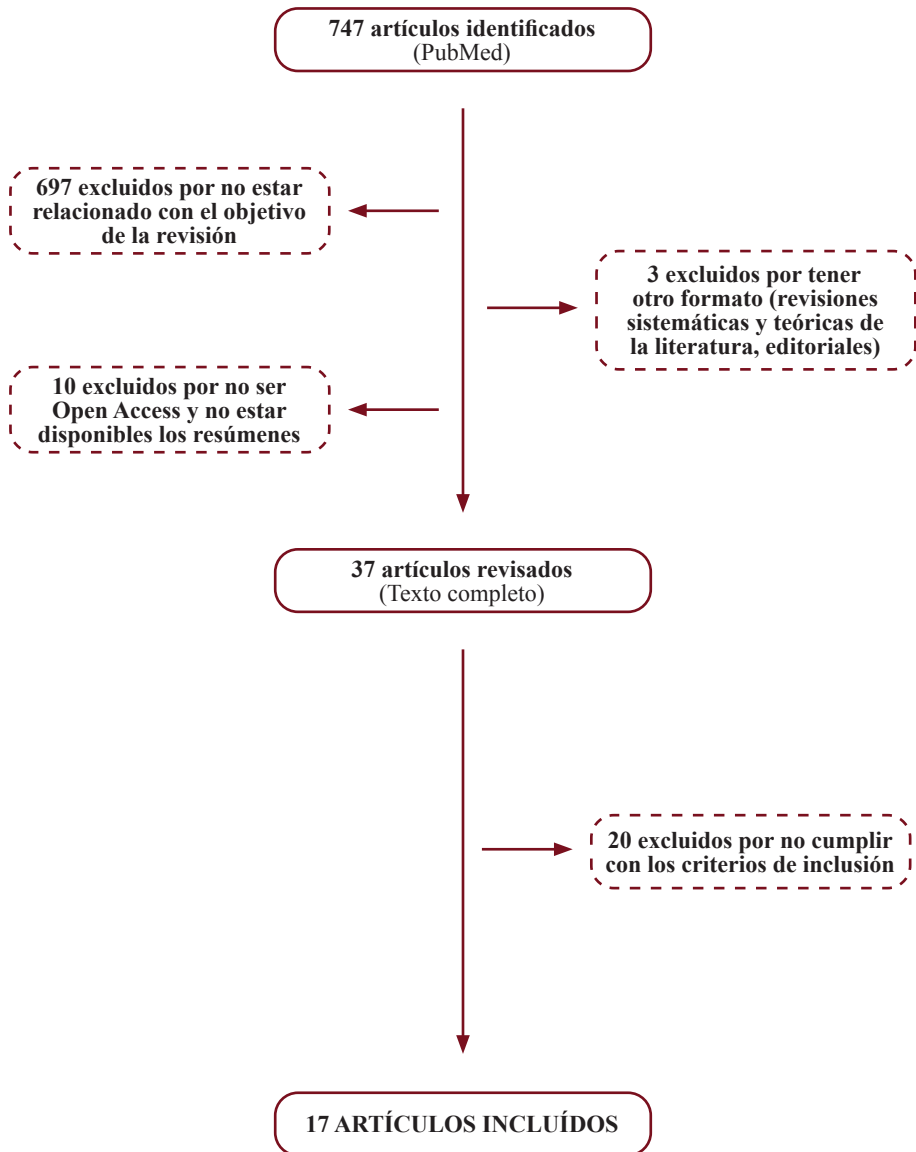 747 artículos identificados
(PubMed)
697 excluidos por no estar
relacionado con el objetivo
de la revisión
3 excluidos por tener
otro formato (revisiones
sistemáticas y teóricas de
la literatura, editoriales)
10 excluidos por no ser
Open Access y no estar
disponibles los resúmenes
37 artículos revisados
(Texto completo)
20 excluidos por no cumplir
con los criterios de inclusión
17 ARTÍCULOS INCLUÍDOS